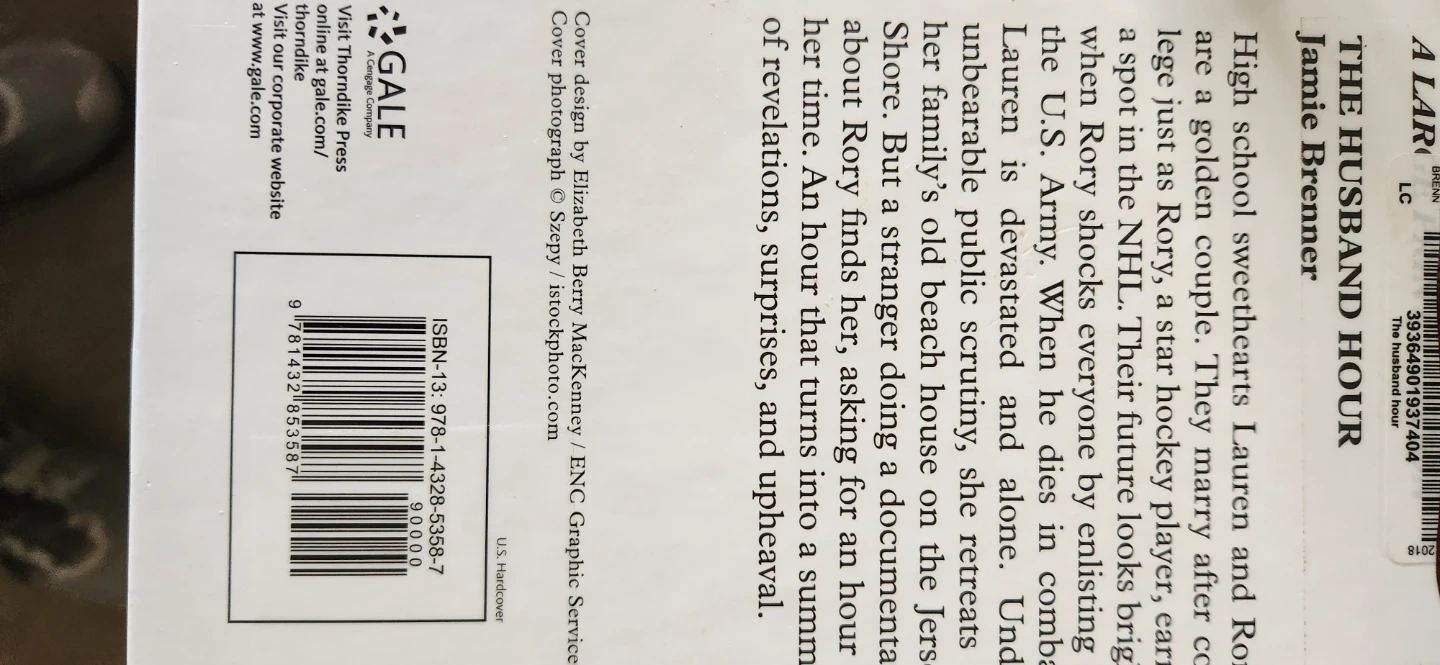 A LAR
BRENN
LC
39364901937404
The husband hour
2018
THE HUSBAND HOUR
Jamie Brenner
High school sweethearts Lauren and Ro
are a golden couple. They marry after co
lege just as Rory, a star hockey player, earn
a spot in the NHL. Their future looks brig
when Rory shocks everyone by enlisting
the U.S. Army. When he dies in comba
Lauren is devastated and alone. Und
unbearable public scrutiny, she retreats
her family's old beach house on the Jers
Shore. But a stranger doing a documenta
about Rory finds her, asking for an hour
her time. An hour that turns into a summ
of revelations, surprises, and upheaval.
Cover design by Elizabeth Berry MacKenney / ENC Graphic Service
Cover photograph © Szepy / istockphoto.com
GALE
A Cengage Company
Visit Thorndike Press
online at gale.com/
thorndike
Visit our corporate website
at www.gale.com
U.S. Hardcover
ISBN-13: 978-1-4328-5358-7
90000
9 781432 853587